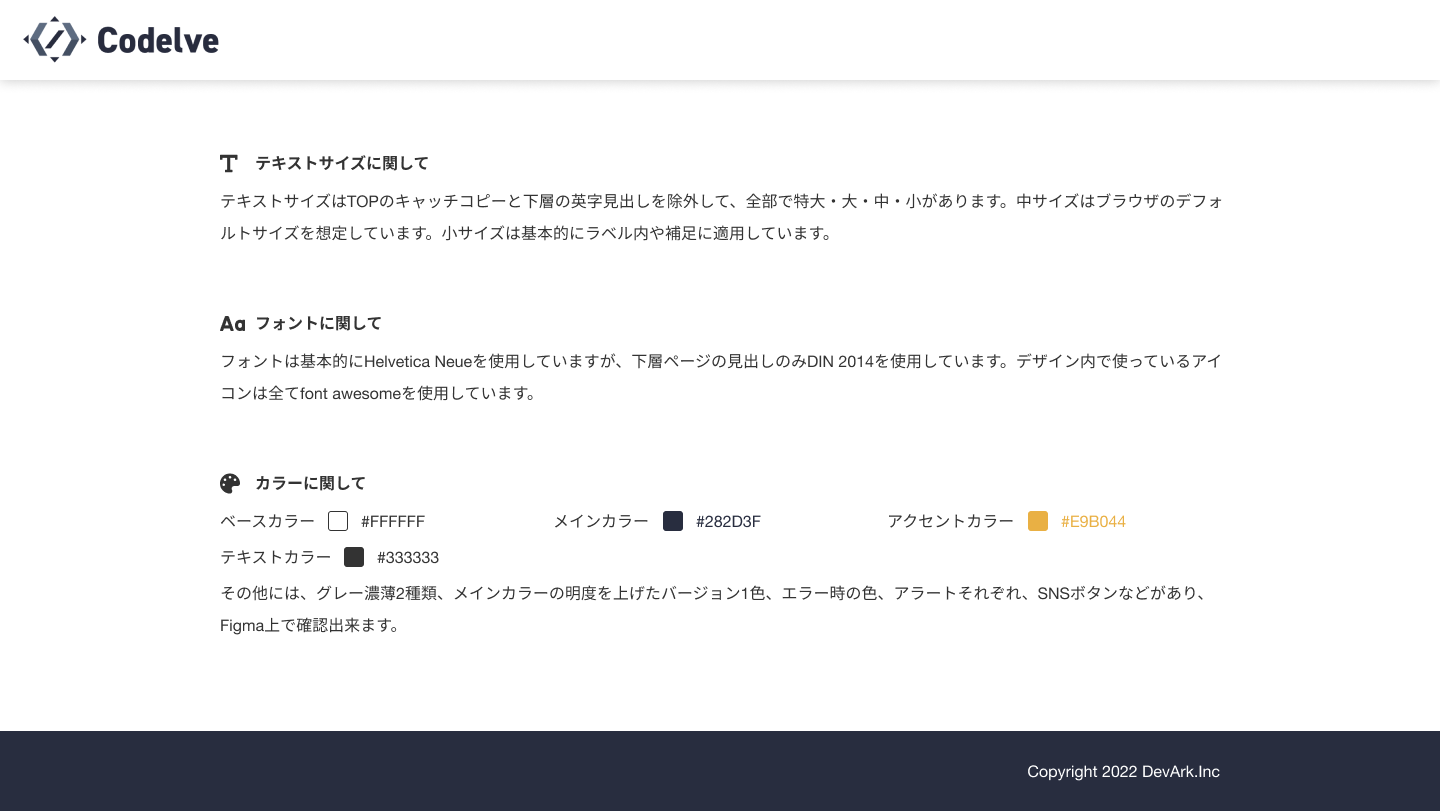 Codelve
テキストサイズに関して
テキストサイズはTOPのキャッチコピーと下層の英字見出しを除外して、全部で特大・大・中・小があります。中サイズはブラウザのデフォ
ルトサイズを想定しています。小サイズは基本的にラベル内や補足に適用しています。
Aa フォントに関して
フォントは基本的にHelvetica Neueを使用していますが、下層ページの見出しのみDIN 2014を使用しています。デザイン内で使っているアイ
コンは全てfont awesomeを使用しています。
カラーに関して
ベースカラー #FFFFFF メインカラー #282D3F アクセントカラー #E9B044
テキストカラー #333333
その他には、グレー濃薄2種類、メインカラーの明度を上げたバージョン1色、エラー時の色、アラートそれぞれ、SNSボタンなどがあり、
Figma上で確認出来ます。
Copyright 2022 DevArk.Inc